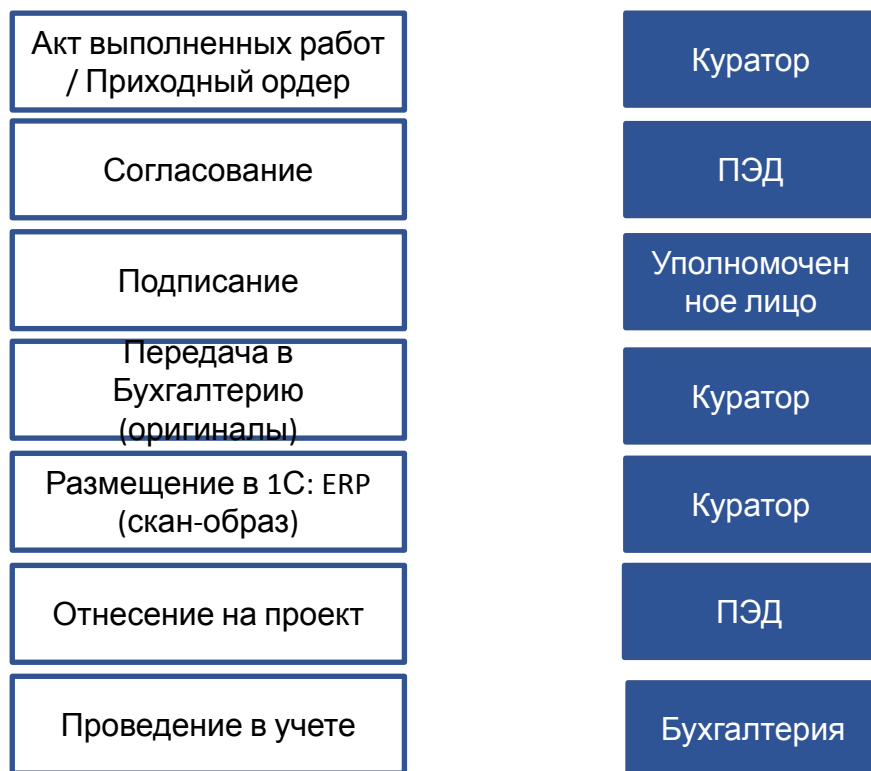 Акт выполненных работ
/ Приходный ордер
Куратор
Согласование
ПЭД
Подписание
Уполномочен
ное лицо
Передача в
Бухгалтерию
(оригиналы)
Куратор
Размещение в 1С: ERP
(скан-образ)
Куратор
Отнесение на проект
ПЭД
Проведение в учете
Бухгалтерия